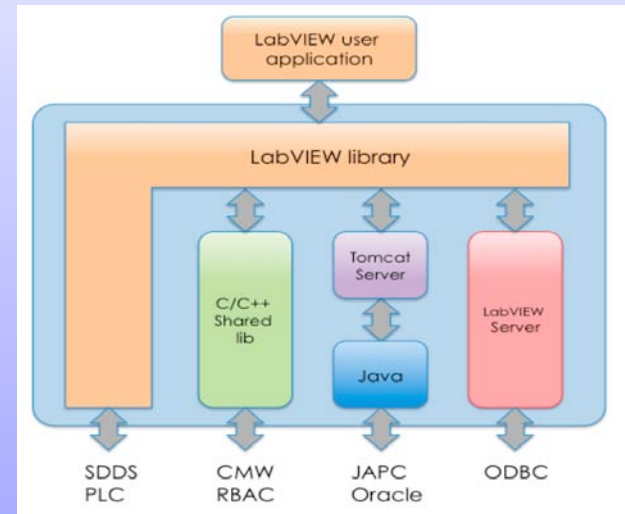 LabVIEW user
application
LabVIEW library
C/C++
Shared
lib
Tomcat
Server
Java
LabVIEW
Server
SDDS
PLC
CMW
RBAC
JAPC
Oracle
ODBC